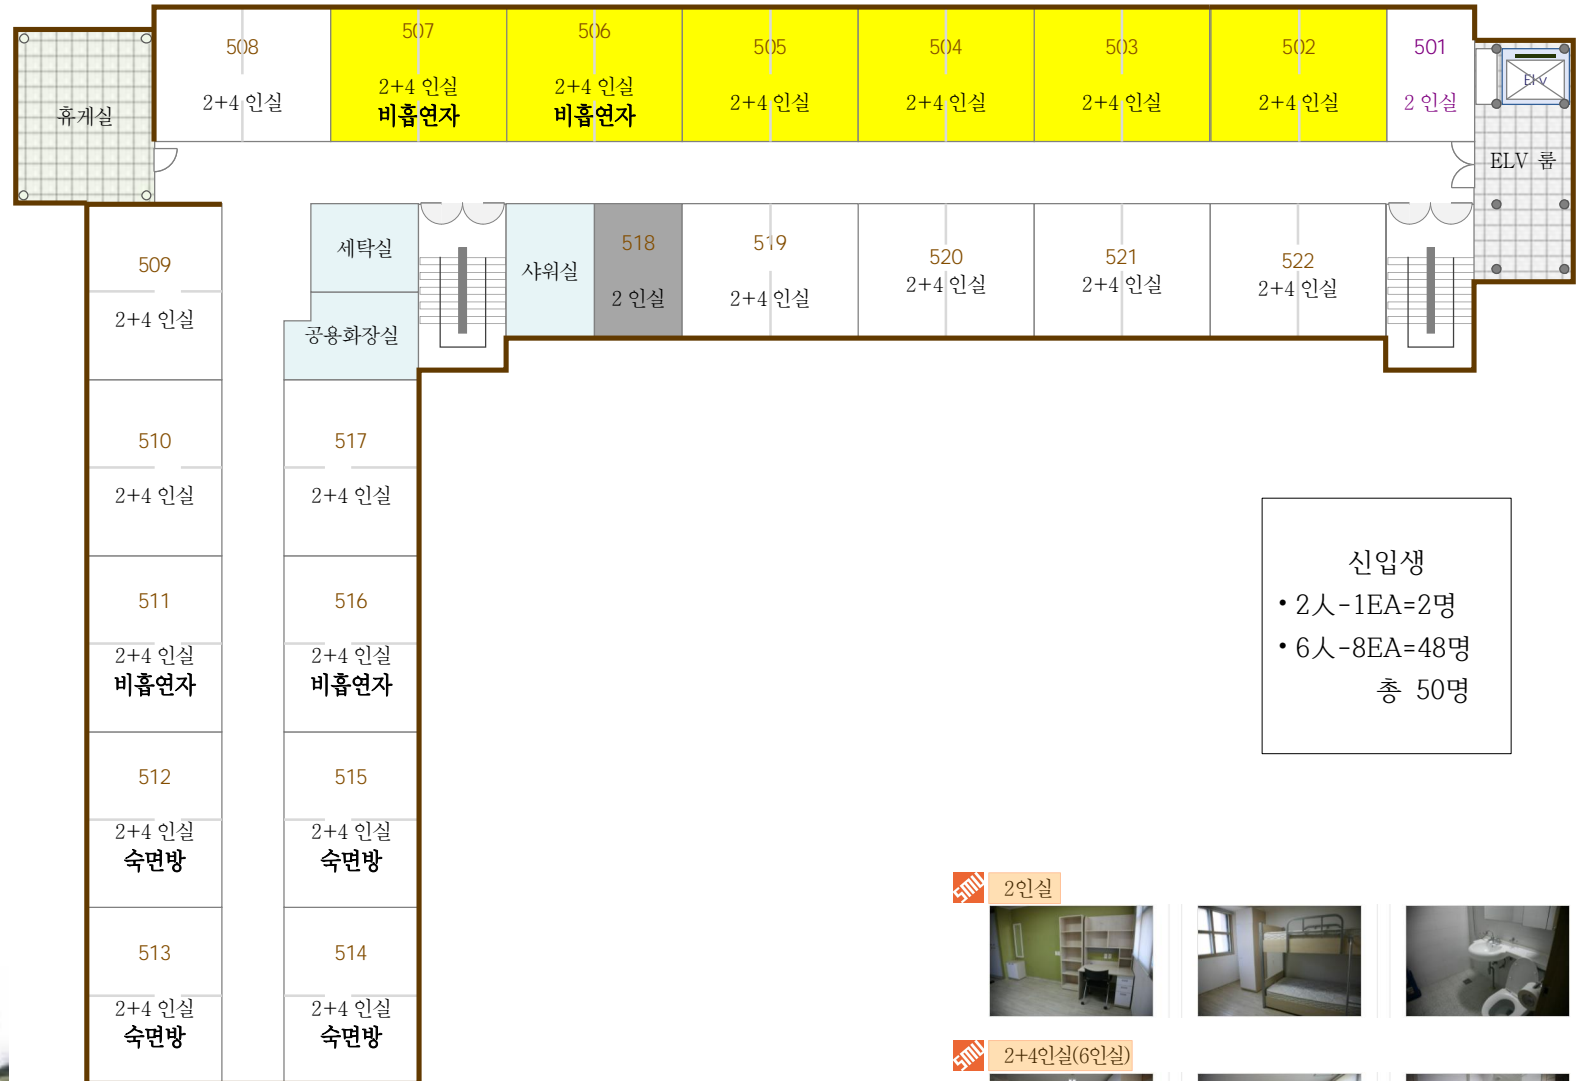 508
2+4 인실
507
2+4 인실
비흡연자
506
2+4 인실
비흡연자
505
2+4 인실
504
2+4 인실
503
2+4 인실
502
2+4 인실
501
2 인실
Elv
휴게실
ELV 룸
509
2+4 인실
세탁실
공용화장실
샤워실
518
2 인실
519
2+4 인실
520
2+4 인실
521
2+4 인실
522
2+4 인실
510
2+4 인실
517
2+4 인실
511
2+4 인실
비흡연자
516
2+4 인실
비흡연자
512
2+4 인실
숙면방
515
2+4 인실
숙면방
513
2+4 인실
숙면방
514
2+4 인실
숙면방
신입생
• 2人-1EA=2명
• 6人-8EA=48명
총 50명
SMU 2인실
SMU 2+4인실(6인실)